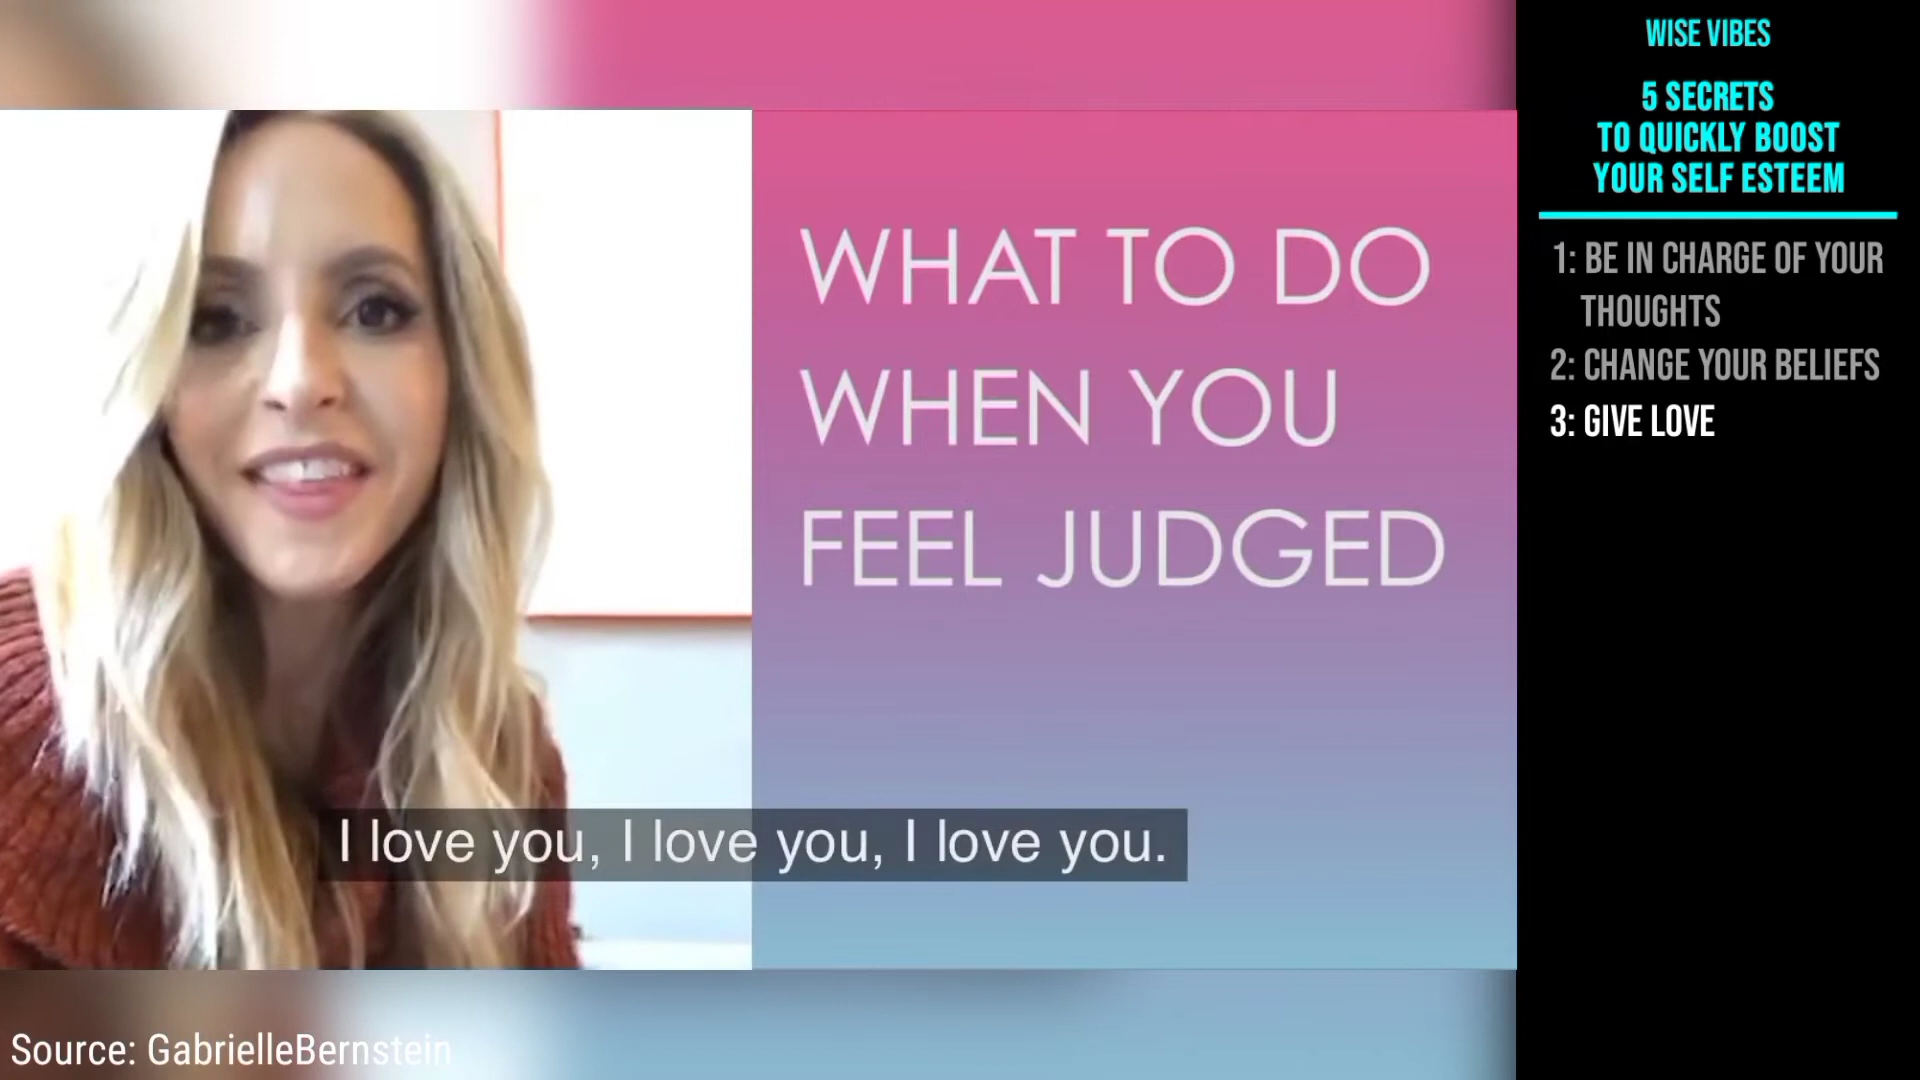 WISE VIBES
5 SECRETS
TO QUICKLY BOOST
YOUR SELF ESTEEM
1: BE IN CHARGE OF YOUR
THOUGHTS
2: CHANGE YOUR BELIEFS
3: GIVE LOVE
WHAT TO DO
WHEN YOU
FEEL JUDGED
I love you, I love you, I love you.
Source: GabrielleBernstein